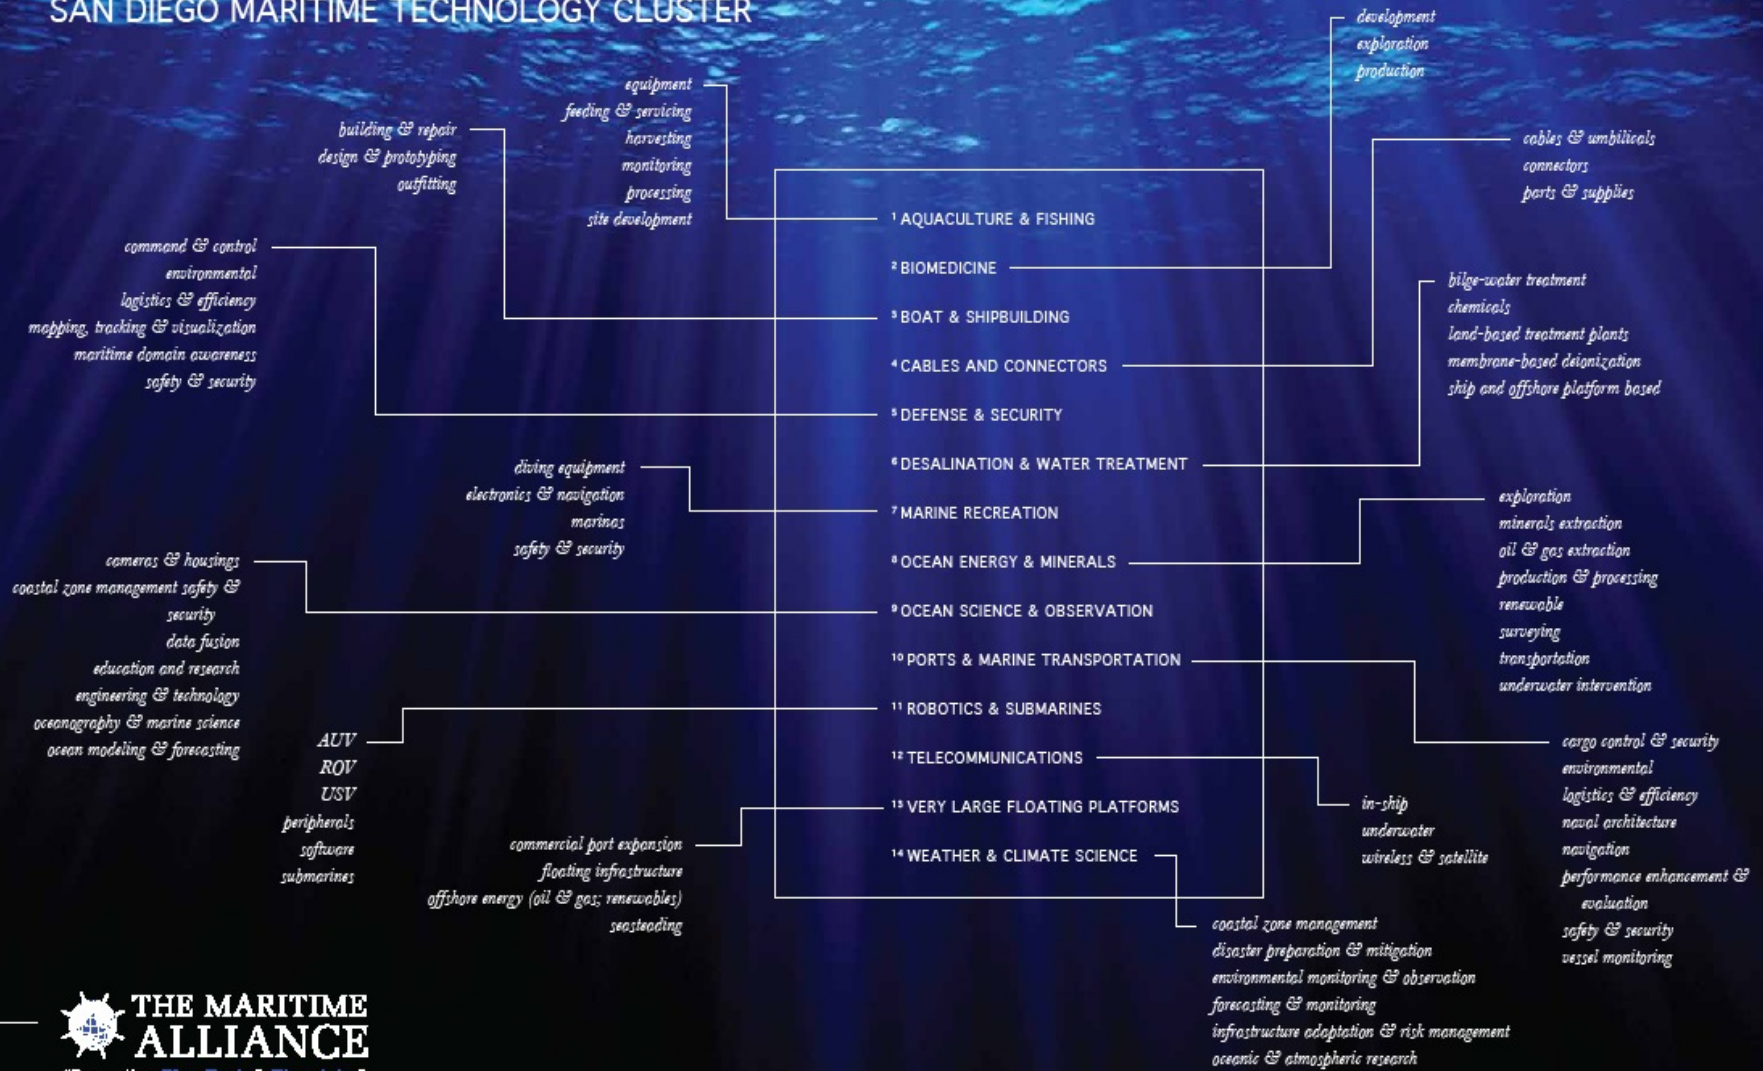 SAN DIEGO MARITIME TECHNOLOGY CLUSTER
development
exploration
production
equipment
feeding & servicing
harvesting
monitoring
processing
site development
building & repair
design & prototyping
outfitting
cables & umbilicals
connectors
parts & supplies
command & control
environmental
logistics & efficiency
mapping, tracking & visualization
maritime domain awareness
safety & security
bilge-water treatment
chemicals
land-based treatment plants
membrane-based deionization
ship and offshore platform based
1 AQUACULTURE & FISHING
2 BIOMEDICINE
3 BOAT & SHIPBUILDING
4 CABLES AND CONNECTORS
5 DEFENSE & SECURITY
6 DESALINATION & WATER TREATMENT
7 MARINE RECREATION
8 OCEAN ENERGY & MINERALS
9 OCEAN SCIENCE & OBSERVATION
10 PORTS & MARINE TRANSPORTATION
11 ROBOTICS & SUBMARINES
12 TELECOMMUNICATIONS
13 VERY LARGE FLOATING PLATFORMS
14 WEATHER & CLIMATE SCIENCE
diving equipment
electronics & navigation
marinas
safety & security
exploration
minerals extraction
oil & gas extraction
production & processing
renewable
surveying
transportation
underwater intervention
cameras & housings
coastal zone management safety &
security
data fusion
education and research
engineering & technology
oceanography & marine science
ocean modeling & forecasting
AUV
ROV
USV
peripherals
software
submarines
cargo control & security
environmental
logistics & efficiency
naval architecture
navigation
performance enhancement &
evaluation
safety & security
vessel monitoring
in-ship
underwater
wireless & satellite
commercial port expansion
floating infrastructure
offshore energy (oil & gas; renewables)
seasteading
coastal zone management
disaster preparation & mitigation
environmental monitoring & observation
forecasting & monitoring
infrastructure adaptation & risk management
oceanic & atmospheric research
THE MARITIME
ALLIANCE